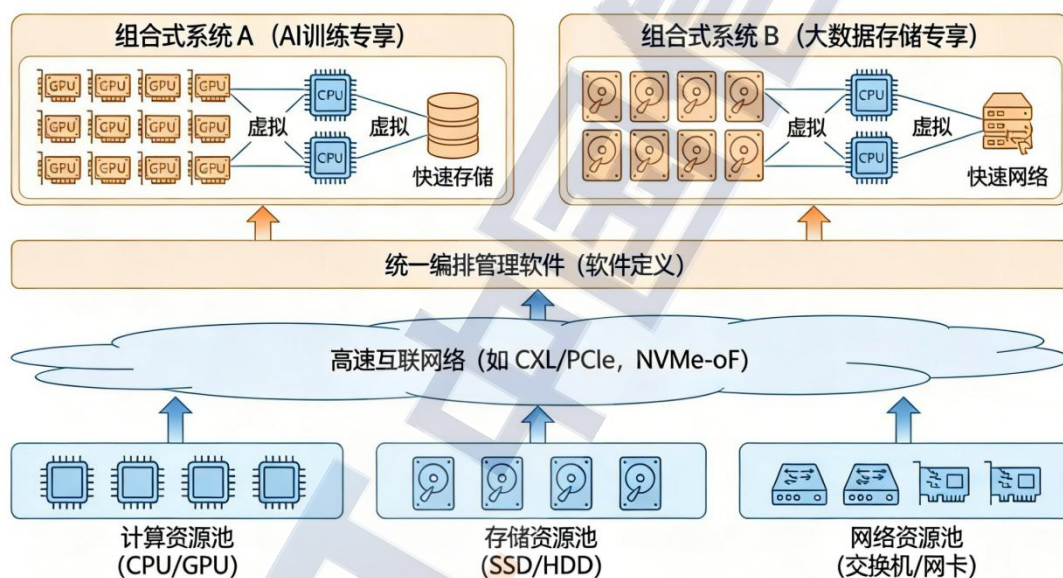 组合式系统 A（AI训练专享）
组合式系统 B（大数据存储专享）
GPU GPU GPU GPU
GPU GPU GPU GPU
GPU GPU GPU GPU
虚拟
CPU
CPU
虚拟
快速存储
虚拟
CPU
CPU
虚拟
快速网络
统一编排管理软件（软件定义）
高速互联网络（如 CXL/PCIe，NVMe-oF）
计算资源池
(CPU/GPU)
存储资源池
(SSD/HDD)
网络资源池
(交换机/网卡)